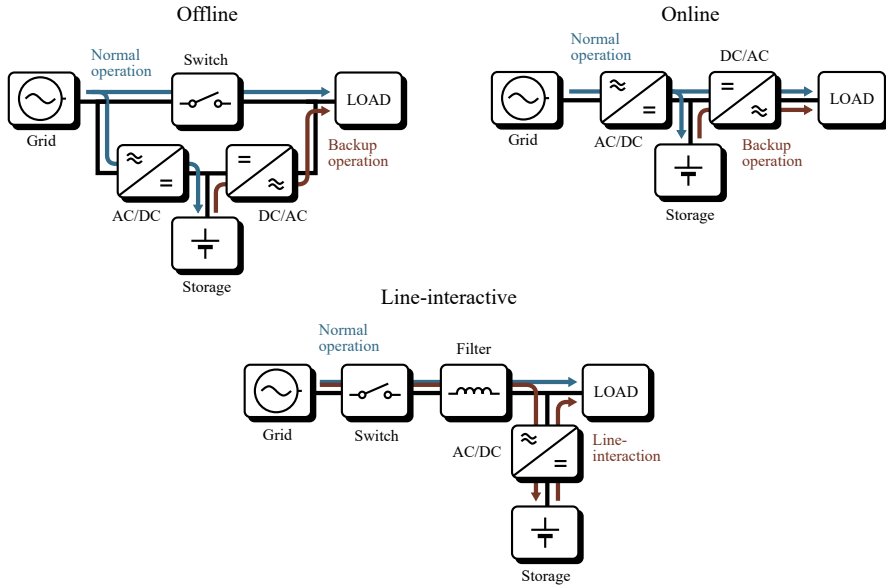 Offline
Normal
operation
Switch
LOAD
Grid
Backup
operation
AC/DC
DC/AC
Storage
Online
Normal
operation
DC/AC
LOAD
Grid
AC/DC
Backup
operation
Storage
Line-interactive
Normal
operation
Filter
LOAD
Grid
Switch
AC/DC
Line-
interaction
Storage